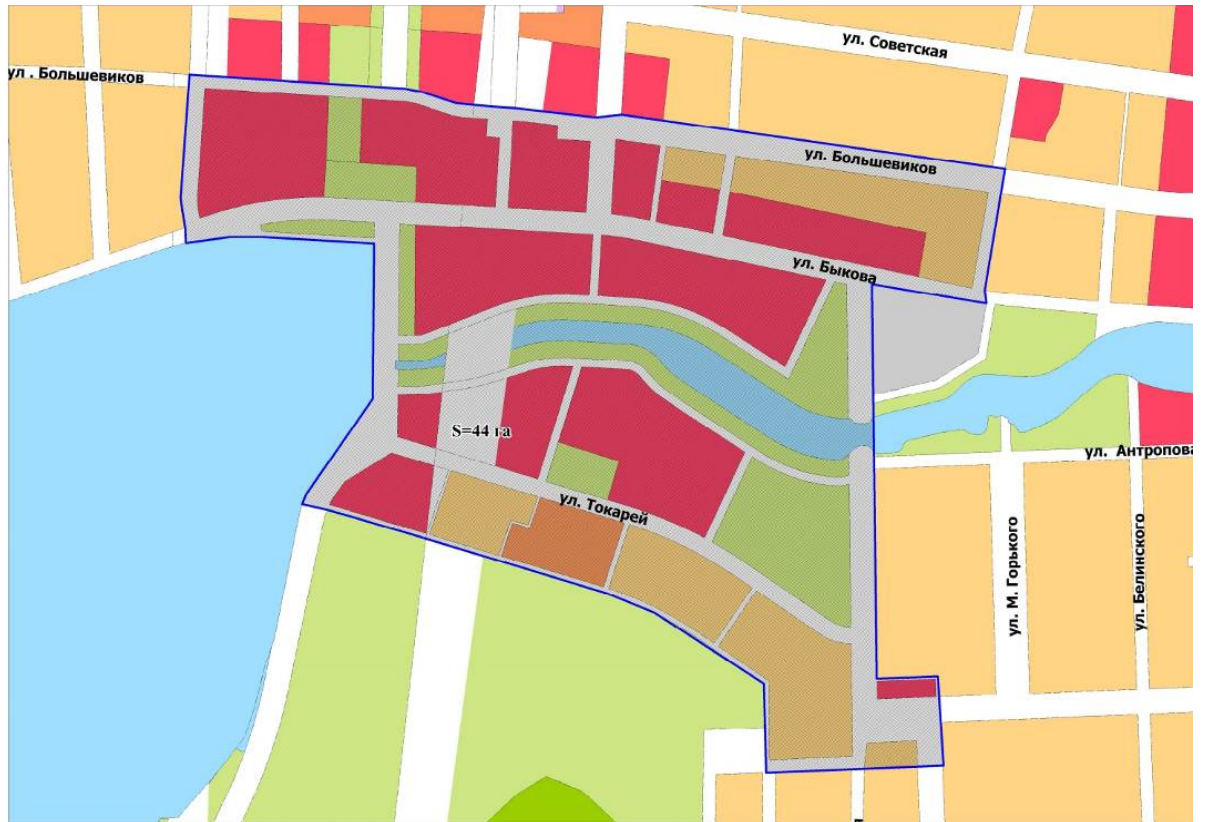 ул. Советская
ул . Большевиков
ул. Большевиков
ул. Быкова
S=44 га
ул. Антропова
ул. Токарей
ул. М. Горького
ул. Белинского